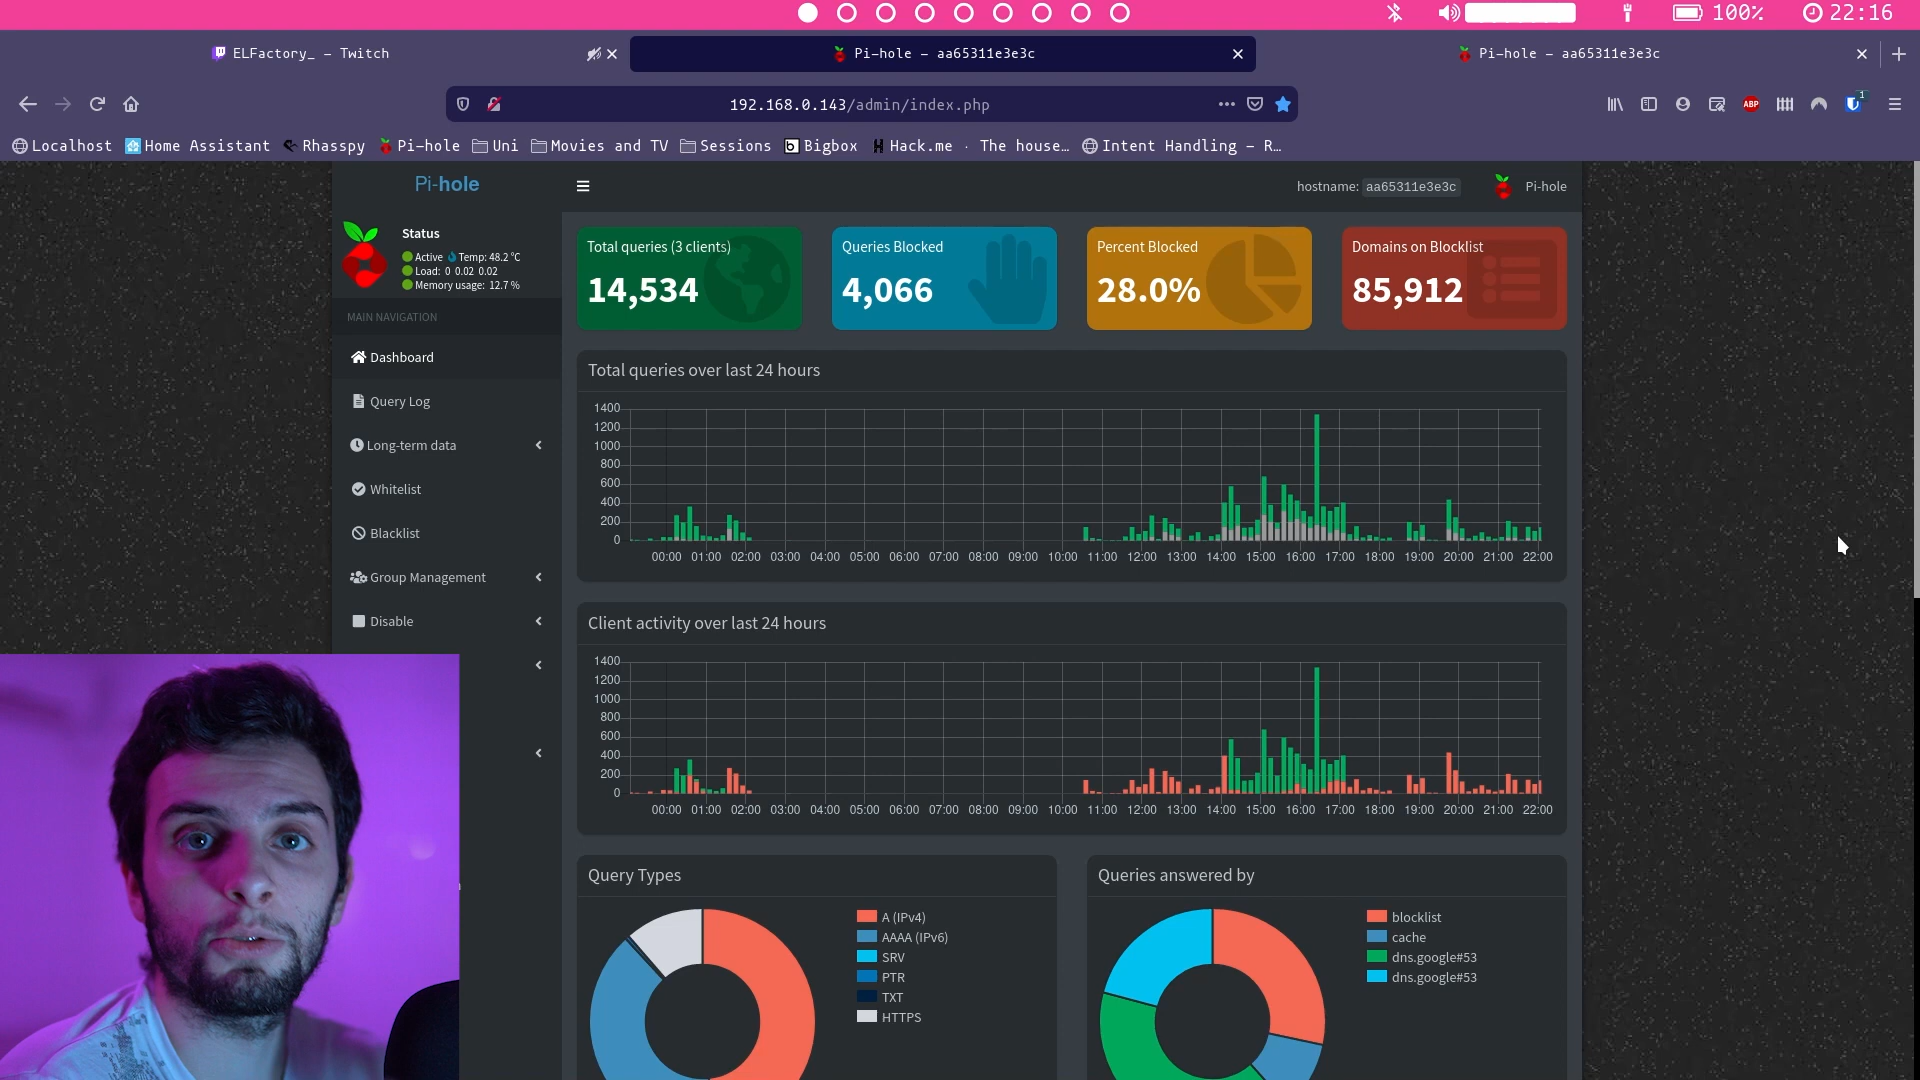 100% 22:16
ELFactory_ – Twitch
Pi-hole – aa65311e3e3c
Pi-hole – aa65311e3e3c
192.168.0.143/admin/index.php
ABP
1
Localhost Home Assistant Rhasspy Pi-hole Uni Movies and TV Sessions Bigbox Hack.me · The house… Intent Handling – R…
Pi-hole
hostname: aa65311e3e3c Pi-hole
Status
Active Temp: 48.2 °C
Load: 0 0.02 0.02
Memory usage: 12.7 %
MAIN NAVIGATION
Dashboard
Query Log
Long-term data
Whitelist
Blacklist
Group Management
Disable
Total queries (3 clients)
14,534
Queries Blocked
4,066
Percent Blocked
28.0%
Domains on Blocklist
85,912
Total queries over last 24 hours
1400
1200
1000
800
600
400
200
0
00:00 01:00 02:00 03:00 04:00 05:00 06:00 07:00 08:00 09:00 10:00 11:00 12:00 13:00 14:00 15:00 16:00 17:00 18:00 19:00 20:00 21:00 22:00
Client activity over last 24 hours
1400
1200
1000
800
600
400
200
0
00:00 01:00 02:00 03:00 04:00 05:00 06:00 07:00 08:00 09:00 10:00 11:00 12:00 13:00 14:00 15:00 16:00 17:00 18:00 19:00 20:00 21:00 22:00
Query Types
A (IPv4)
AAAA (IPv6)
SRV
PTR
TXT
HTTPS
Queries answered by
blocklist
cache
dns.google#53
dns.google#53